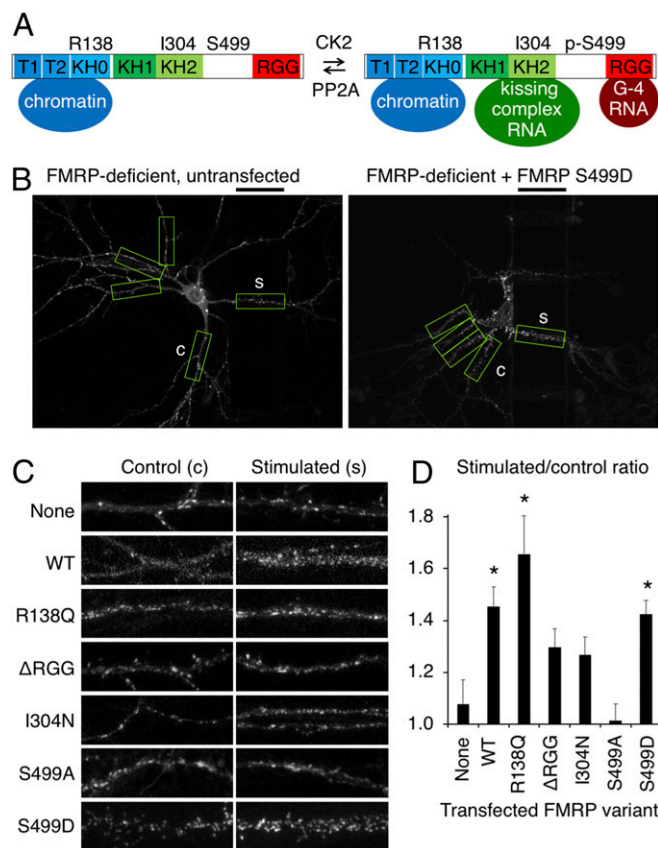 A
R138 I304 S499 CK2 R138 I304 p-S499
T1 T2 KH0 KH1 KH2 RGG PP2A T1 T2 KH0 KH1 KH2 RGG
chromatin chromatin kissing complex RNA G-4 RNA
B
FMRP-deficient, untransfected FMRP-deficient + FMRP S499D
s
c
s
c
C
Control (c) Stimulated (s)
None
WT
R138Q
ΔRGG
I304N
S499A
S499D
D
Stimulated/control ratio
1.8
1.6
1.4
1.2
1.0
* * *
None WT R138Q ΔRGG I304N S499A S499D
Transfected FMRP variant